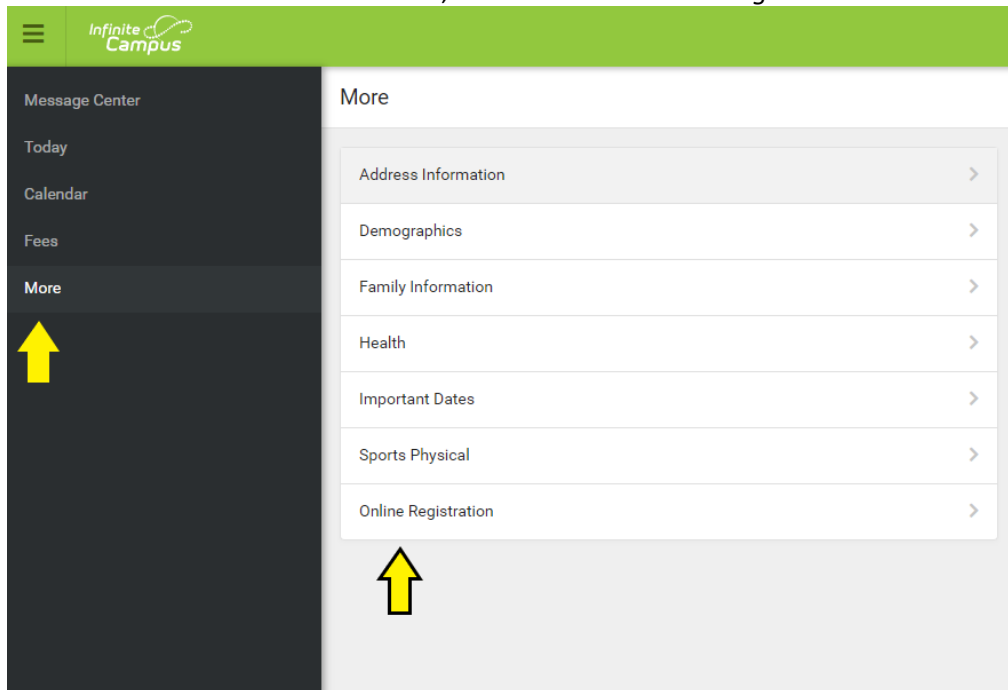 Infinite
Campus
Message Center
Today
Calendar
Fees
More
More
Address Information
Demographics
Family Information
Health
Important Dates
Sports Physical
Online Registration